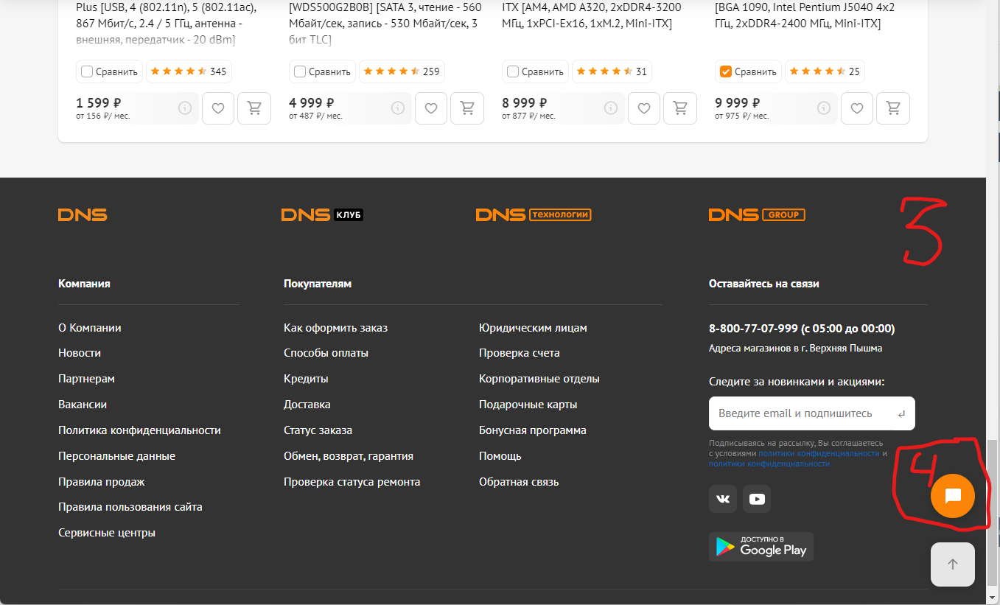 Plus [USB, 4 (802.11n), 5 (802.11ac),
867 Мбит/с, 2.4 / 5 ГГц, антенна -
внешняя, передатчик - 20 dBm]
Сравнить 345
1 599 ₽
от 156 ₽/ мес.
[WDS500G2B0B] [SATA 3, чтение - 560
Мбайт/сек, запись - 530 Мбайт/сек, 3
бит TLC]
Сравнить 259
4 999 ₽
от 487 ₽/ мес.
ITX [AM4, AMD A320, 2xDDR4-3200
МГц, 1xPCI-Ex16, 1xM.2, Mini-ITX]
Сравнить 31
8 999 ₽
от 877 ₽/ мес.
[BGA 1090, Intel Pentium J5040 4x2
ГГц, 2xDDR4-2400 МГц, Mini-ITX]
Сравнить 25
9 999 ₽
от 975 ₽/ мес.
DNS
DNS КЛУБ
DNS ТЕХНОЛОГИИ
DNS GROUP
3
Компания
О Компании
Новости
Партнерам
Вакансии
Политика конфиденциальности
Персональные данные
Правила продаж
Правила пользования сайта
Сервисные центры
Покупателям
Как оформить заказ
Способы оплаты
Кредиты
Доставка
Статус заказа
Обмен, возврат, гарантия
Проверка статуса ремонта
Юридическим лицам
Проверка счета
Корпоративные отделы
Подарочные карты
Бонусная программа
Помощь
Обратная связь
Оставайтесь на связи
8-800-77-07-999 (с 05:00 до 00:00)
Адреса магазинов в г. Верхняя Пышма
Следите за новинками и акциями:
Введите email и подпишитесь
Подписываясь на рассылку, Вы соглашаетесь
с условиями политики конфиденциальности и
политики конфиденциальности
4
ДОСТУПНО В
Google Play